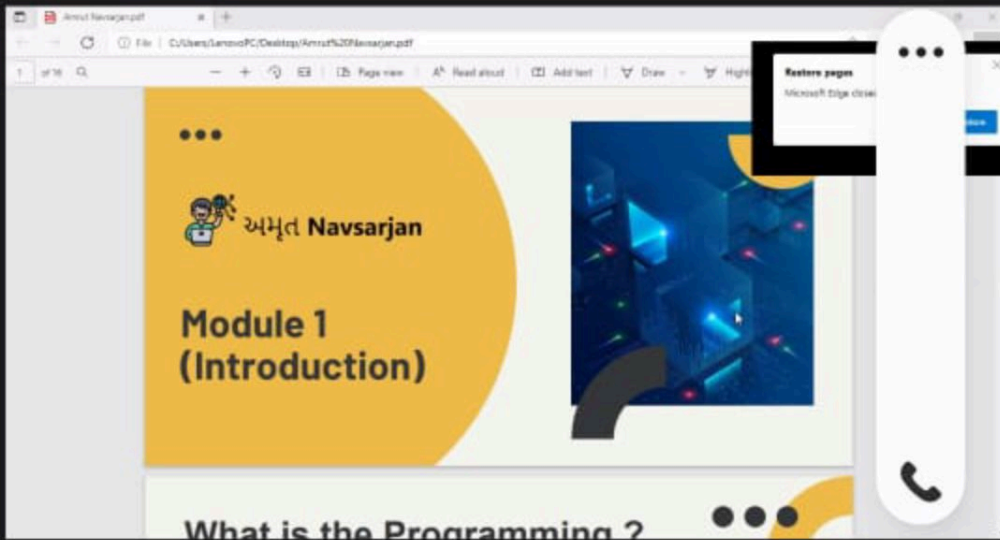 Amrut Navsarjan.pdf
File | C:/Users/LenovoPC/Desktop/Amrut%20Navsarjan.pdf
1 of 16
Page view
Read aloud
Add text
Draw
Restore pages
Microsoft Edge
અમૃત Navsarjan
Module 1
(Introduction)
What is the Programming ?